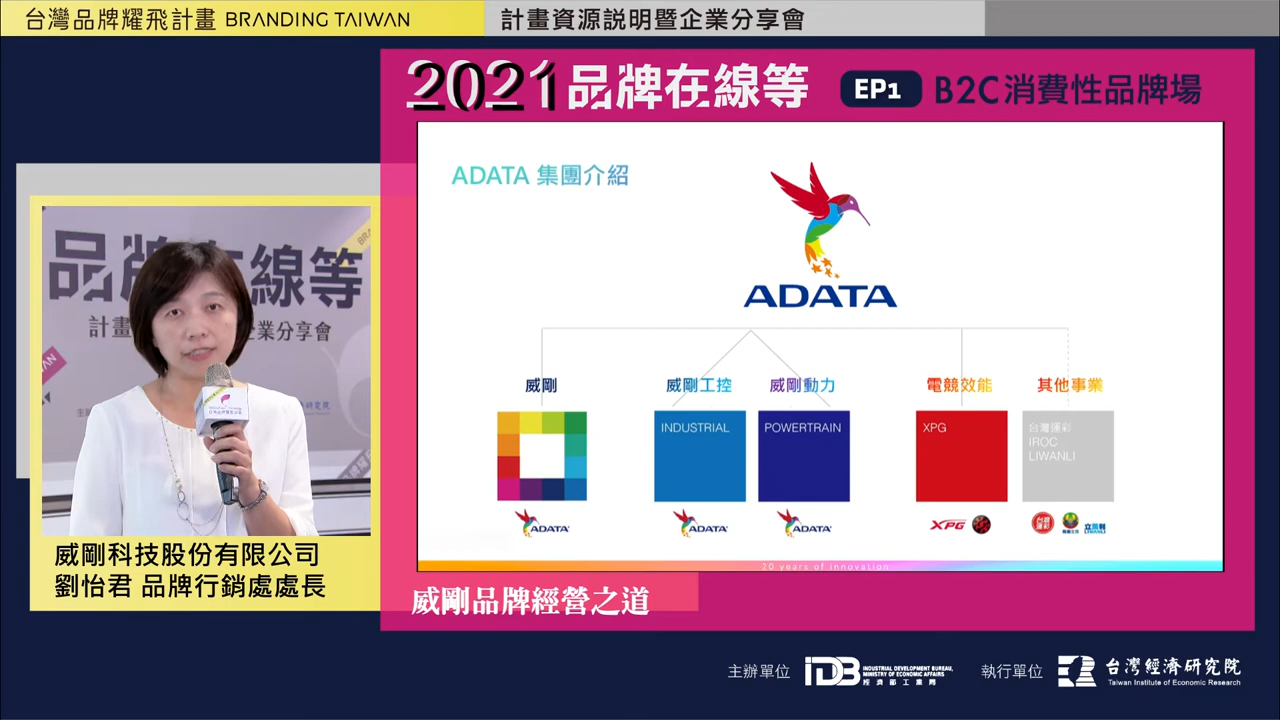 台灣品牌耀飛計畫 BRANDING TAIWAN
計畫資源說明暨企業分享會
2021品牌在線等 EP1 B2C消費性品牌場
ADATA 集團介紹
ADATA
威剛
威剛工控
威剛動力
電競效能
其他事業
INDUSTRIAL
POWERTRAIN
XPG
台灣運彩
IROC
LIWANLI
ADATA
ADATA
ADATA
XPG
台灣運彩
LIWANLI
20 years of innovation
品牌在線等
計畫
企業分享會
威剛科技股份有限公司
劉怡君 品牌行銷處處長
威剛品牌經營之道
主辦單位
IDB
INDUSTRIAL DEVELOPMENT BUREAU,
MINISTRY OF ECONOMIC AFFAIRS
經濟部工業局
執行單位
台灣經濟研究院
Taiwan Institute of Economic Research